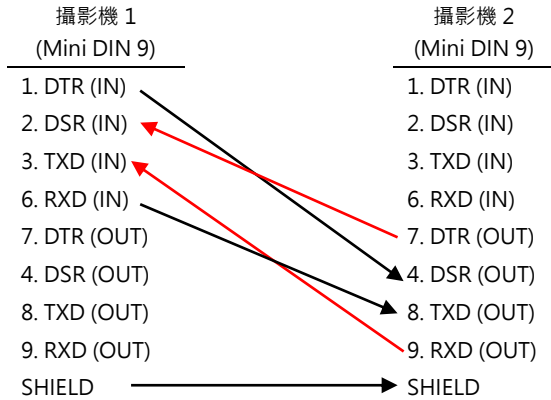 攝影機 1
(Mini DIN 9)
1. DTR (IN)
2. DSR (IN)
3. TXD (IN)
6. RXD (IN)
7. DTR (OUT)
4. DSR (OUT)
8. TXD (OUT)
9. RXD (OUT)
SHIELD
攝影機 2
(Mini DIN 9)
1. DTR (IN)
2. DSR (IN)
3. TXD (IN)
6. RXD (IN)
7. DTR (OUT)
4. DSR (OUT)
8. TXD (OUT)
9. RXD (OUT)
SHIELD